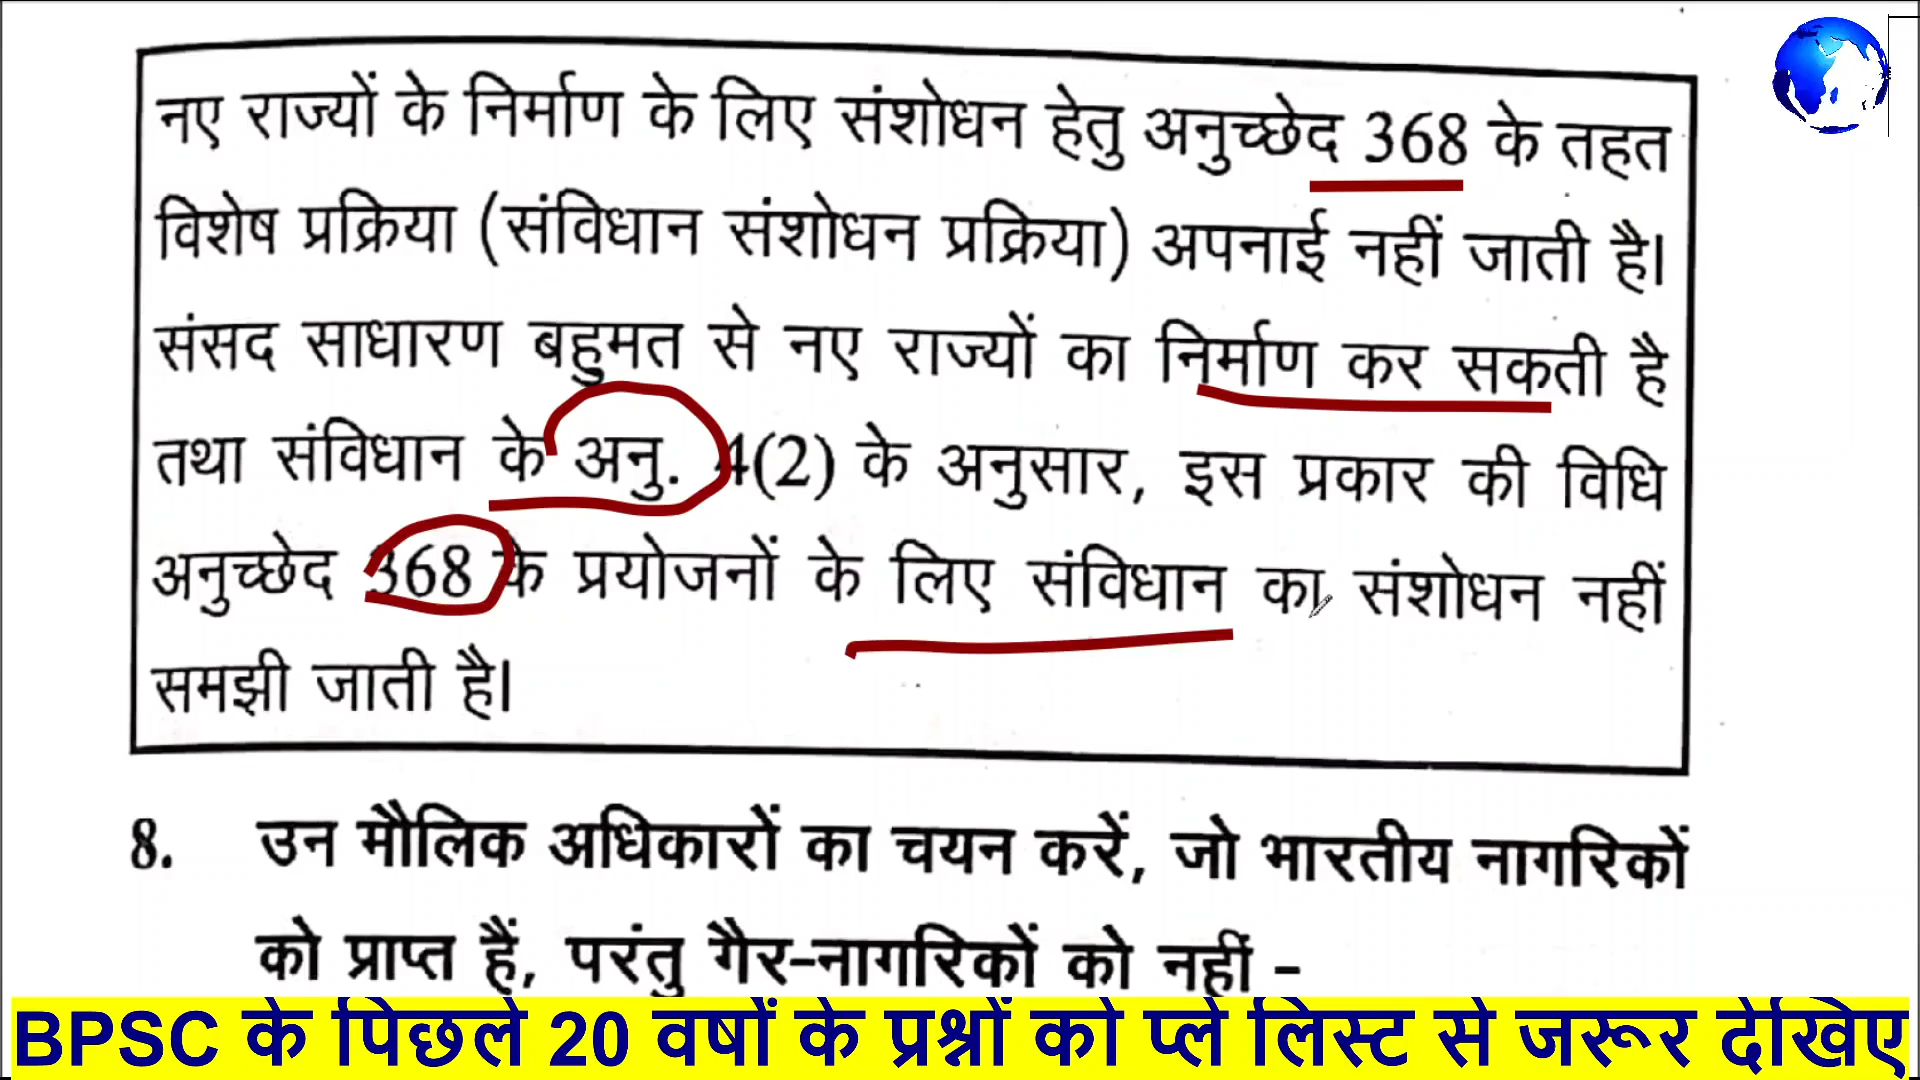 नए राज्यों के निर्माण के लिए संशोधन हेतु अनुच्छेद 368 के तहत
विशेष प्रक्रिया (संविधान संशोधन प्रक्रिया) अपनाई नहीं जाती है।
संसद साधारण बहुमत से नए राज्यों का निर्माण कर सकती है
तथा संविधान के अनु. 4(2) के अनुसार, इस प्रकार की विधि
अनुच्छेद 368 के प्रयोजनों के लिए संविधान का संशोधन नहीं
समझी जाती है।
8. उन मौलिक अधिकारों का चयन करें, जो भारतीय नागरिकों
को प्राप्त हैं, परंतु गैर-नागरिकों को नहीं -
BPSC के पिछले 20 वर्षो के प्रश्नों को प्ले लिस्ट से जरूर देखिए